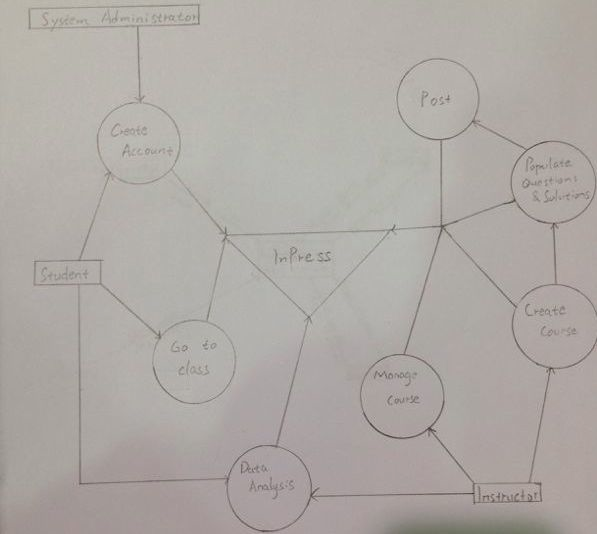 System Administrator
Create
Account
Post
Populate
Questions
& Solutions
InPress
Student
Go to
class
Create
Course
Manage
Course
Data
Analysis
Instructor